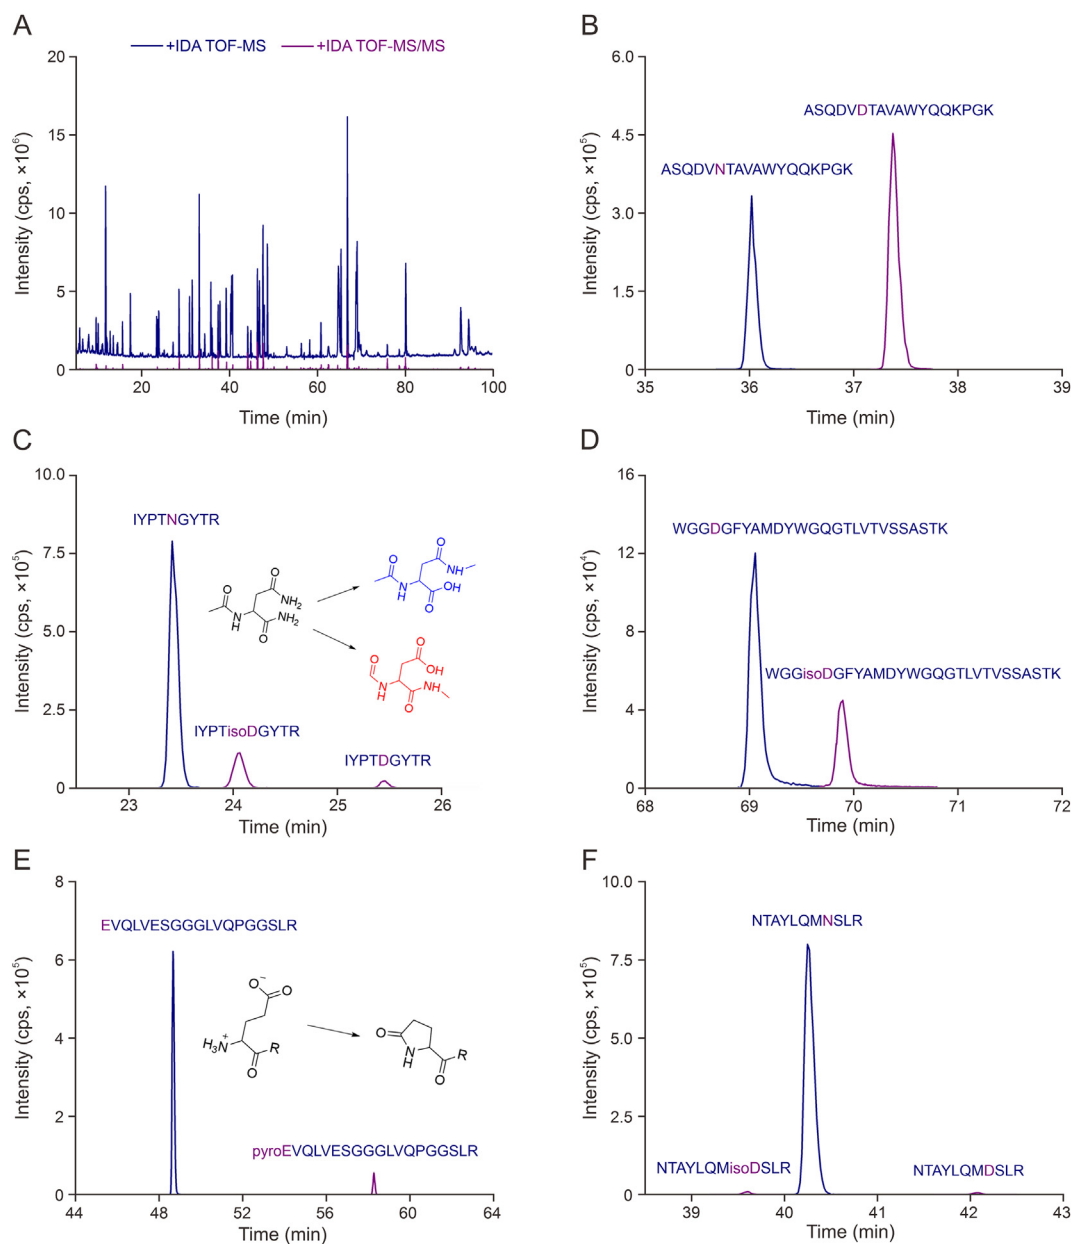 A
+IDA TOF-MS
+IDA TOF-MS/MS
20
15
10
5
0
Intensity (cps, ×10⁶)
20
40
60
80
100
Time (min)
B
6.0
4.5
3.0
1.5
0
Intensity (cps, ×10⁵)
ASQDVDTAVAWYQQKPGK
ASQDVNTAVAWYQQKPGK
35
36
37
38
39
Time (min)
C
10.0
7.5
5.0
2.5
0
Intensity (cps, ×10⁵)
IYPTNGYTR
IYPTisoDGYTR
IYPTDGYTR
O
NH₂
O
N
H
NH₂
O
O
O
NH
N
H
OH
O
O
O
OH
N
H
NH
O
23
24
25
26
Time (min)
D
16
12
8
4
0
Intensity (cps, ×10⁴)
WGGDGFYAMDYWGQGTLVTVSSASTK
WGGisoDGFYAMDYWGQGTLVTVSSASTK
68
69
70
71
72
Time (min)
E
8
6
4
2
0
Intensity (cps, ×10⁵)
EVQLVESGGGLVQPGGSLR
O⁻
O
H₃N⁺
R
O
O
N
H
R
O
pyroEVQLVESGGGLVQPGGSLR
44
48
52
56
60
64
Time (min)
F
10.0
7.5
5.0
2.5
0
Intensity (cps, ×10⁵)
NTAYLQMNSLR
NTAYLQMisoDSLR
NTAYLQMDSLR
39
40
41
42
43
Time (min)